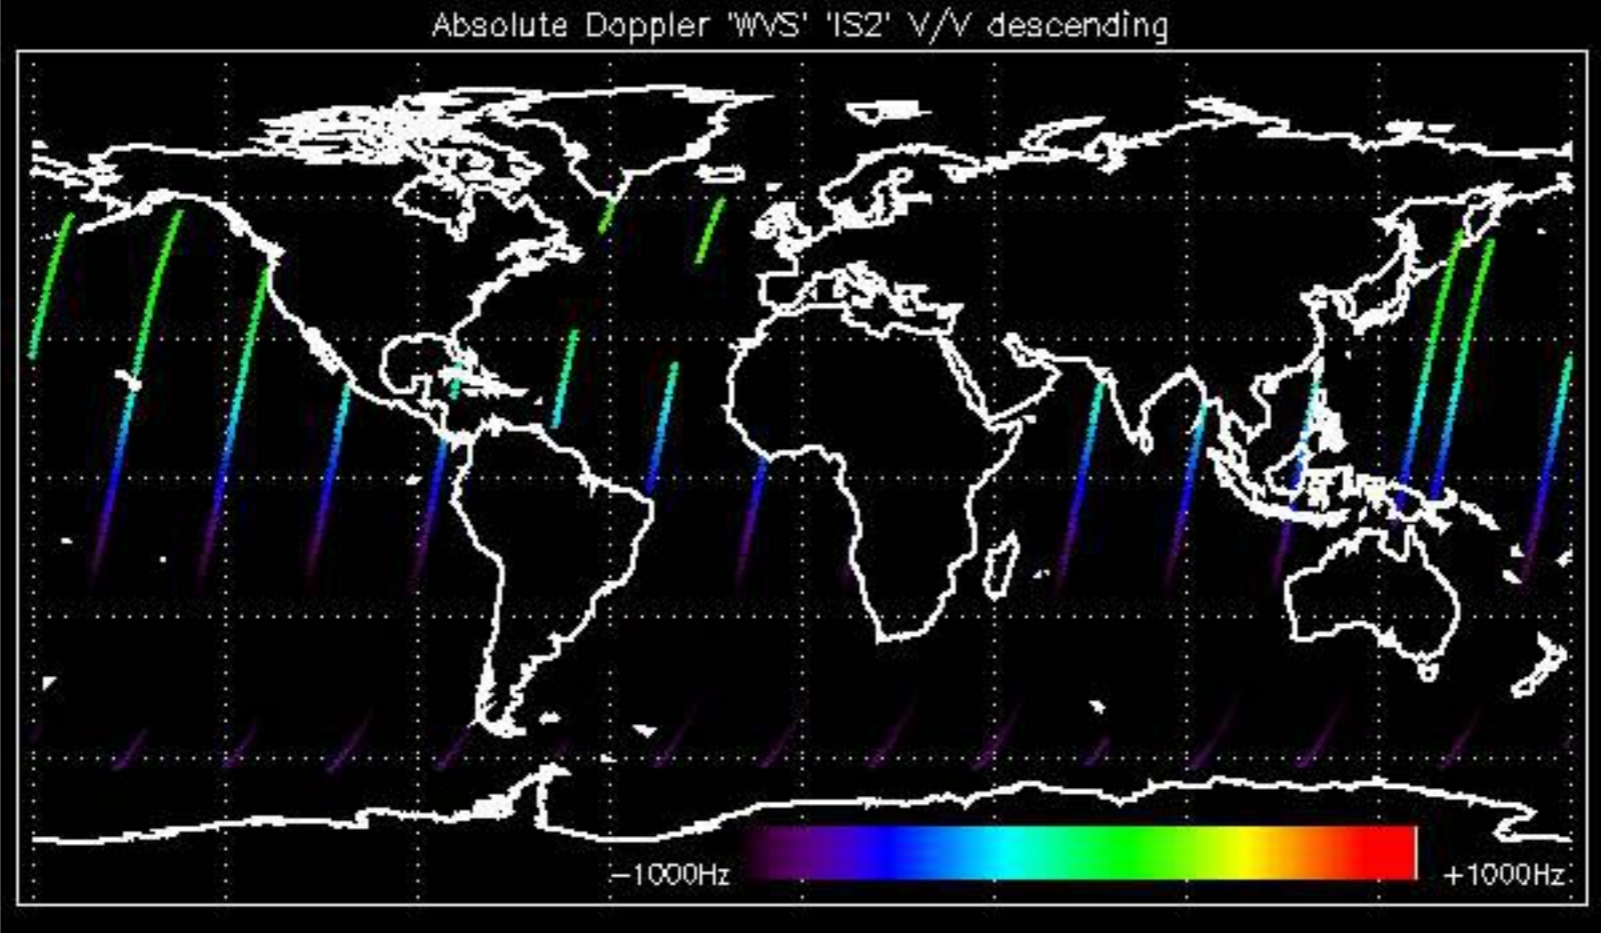 Absolute Doppler 'WVS' 'IS2' V/V descending
−1000Hz +1000Hz